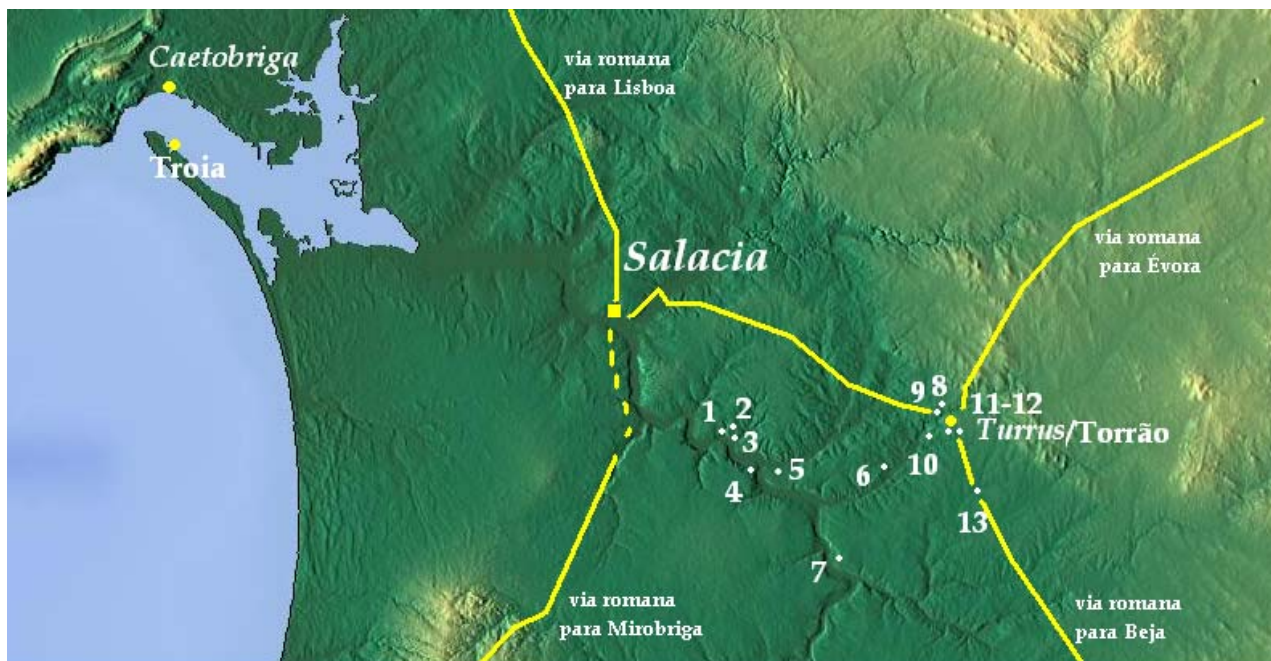 Caetobriga
Troia
via romana
para Lisboa
Salacia
via romana
para Évora
1
2
3
4
5
6
7
8
9
10
11-12
Turrus/Torrão
13
via romana
para Mirobriga
via romana
para Beja